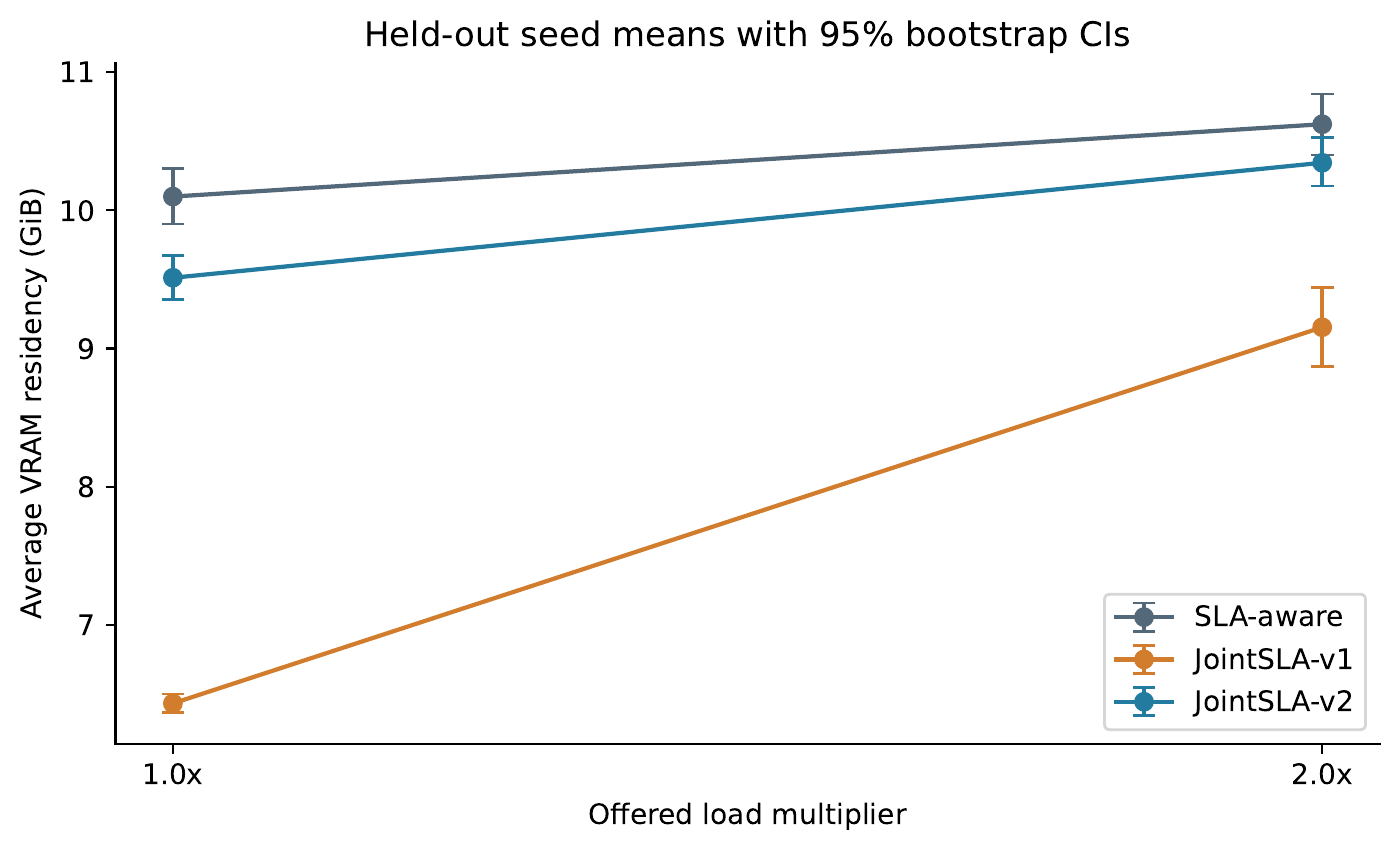 Held-out seed means with 95% bootstrap CIs
Average VRAM residency (GiB)
11
10
9
8
7
1.0x
2.0x
Offered load multiplier
SLA-aware
JointSLA-v1
JointSLA-v2